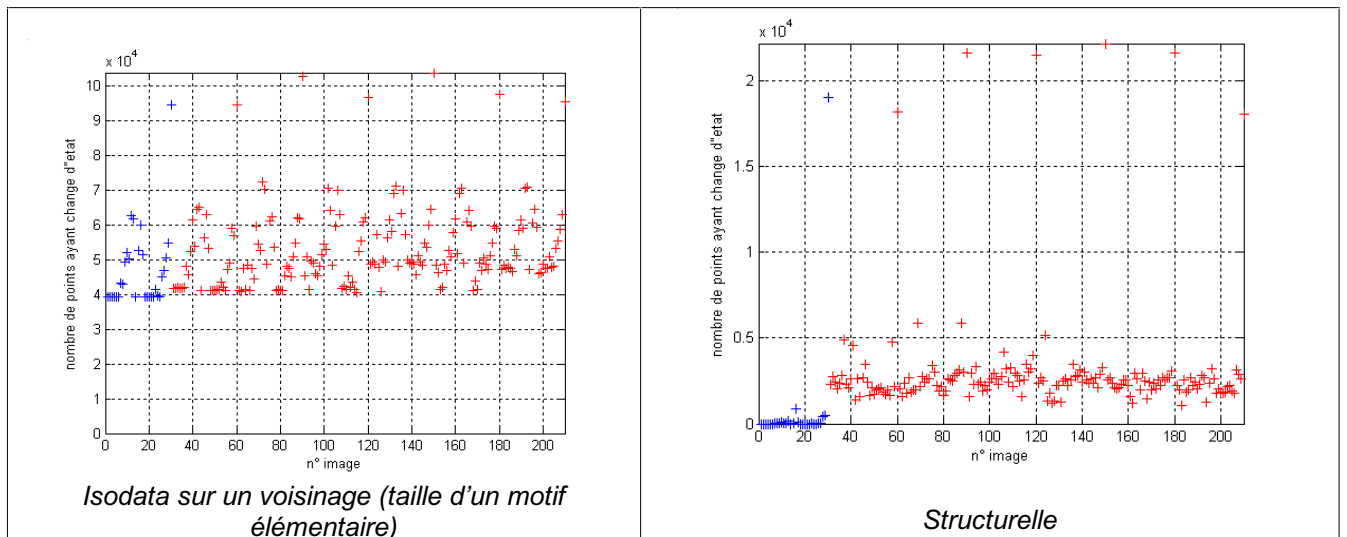 x 10^4
10
9
8
7
6
5
4
3
2
1
0
nombre de points ayant change d"etat
0 20 40 60 80 100 120 140 160 180 200
n° image
Isodata sur un voisinage (taille d'un motif
élémentaire)
x 10^4
2
1.5
1
0.5
0
nombre de points ayant change d"etat
0 20 40 60 80 100 120 140 160 180 200
n° image
Structurelle